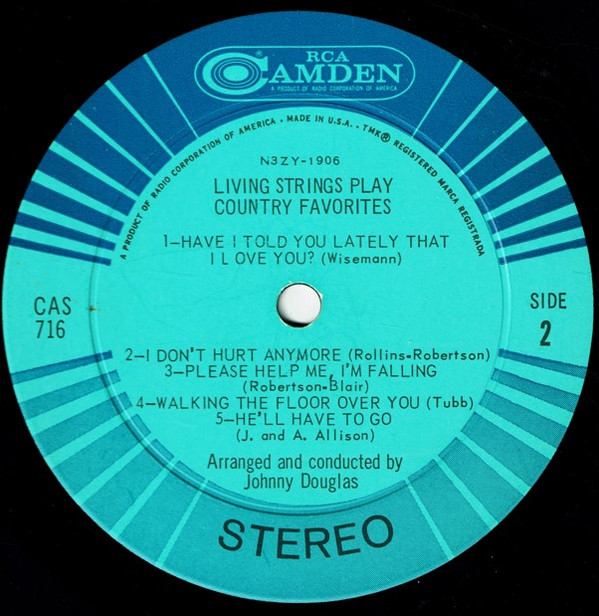 RCA
CAMDEN ®
A PRODUCT OF RADIO CORPORATION OF AMERICA
A PRODUCT OF RADIO CORPORATION OF AMERICA • MADE IN U.S.A. • TMK® REGISTERED MARCA REGISTRADA
N3ZY-1906
LIVING STRINGS PLAY
COUNTRY FAVORITES
1—HAVE I TOLD YOU LATELY THAT
I L OVE YOU? (Wisemann)
CAS
716
SIDE
2
2—I DON'T HURT ANYMORE (Rollins-Robertson)
3—PLEASE HELP ME, I'M FALLING
(Robertson-Blair)
4—WALKING THE FLOOR OVER YOU (Tubb)
5—HE'LL HAVE TO GO
(J. and A. Allison)
Arranged and conducted by
Johnny Douglas
STEREO